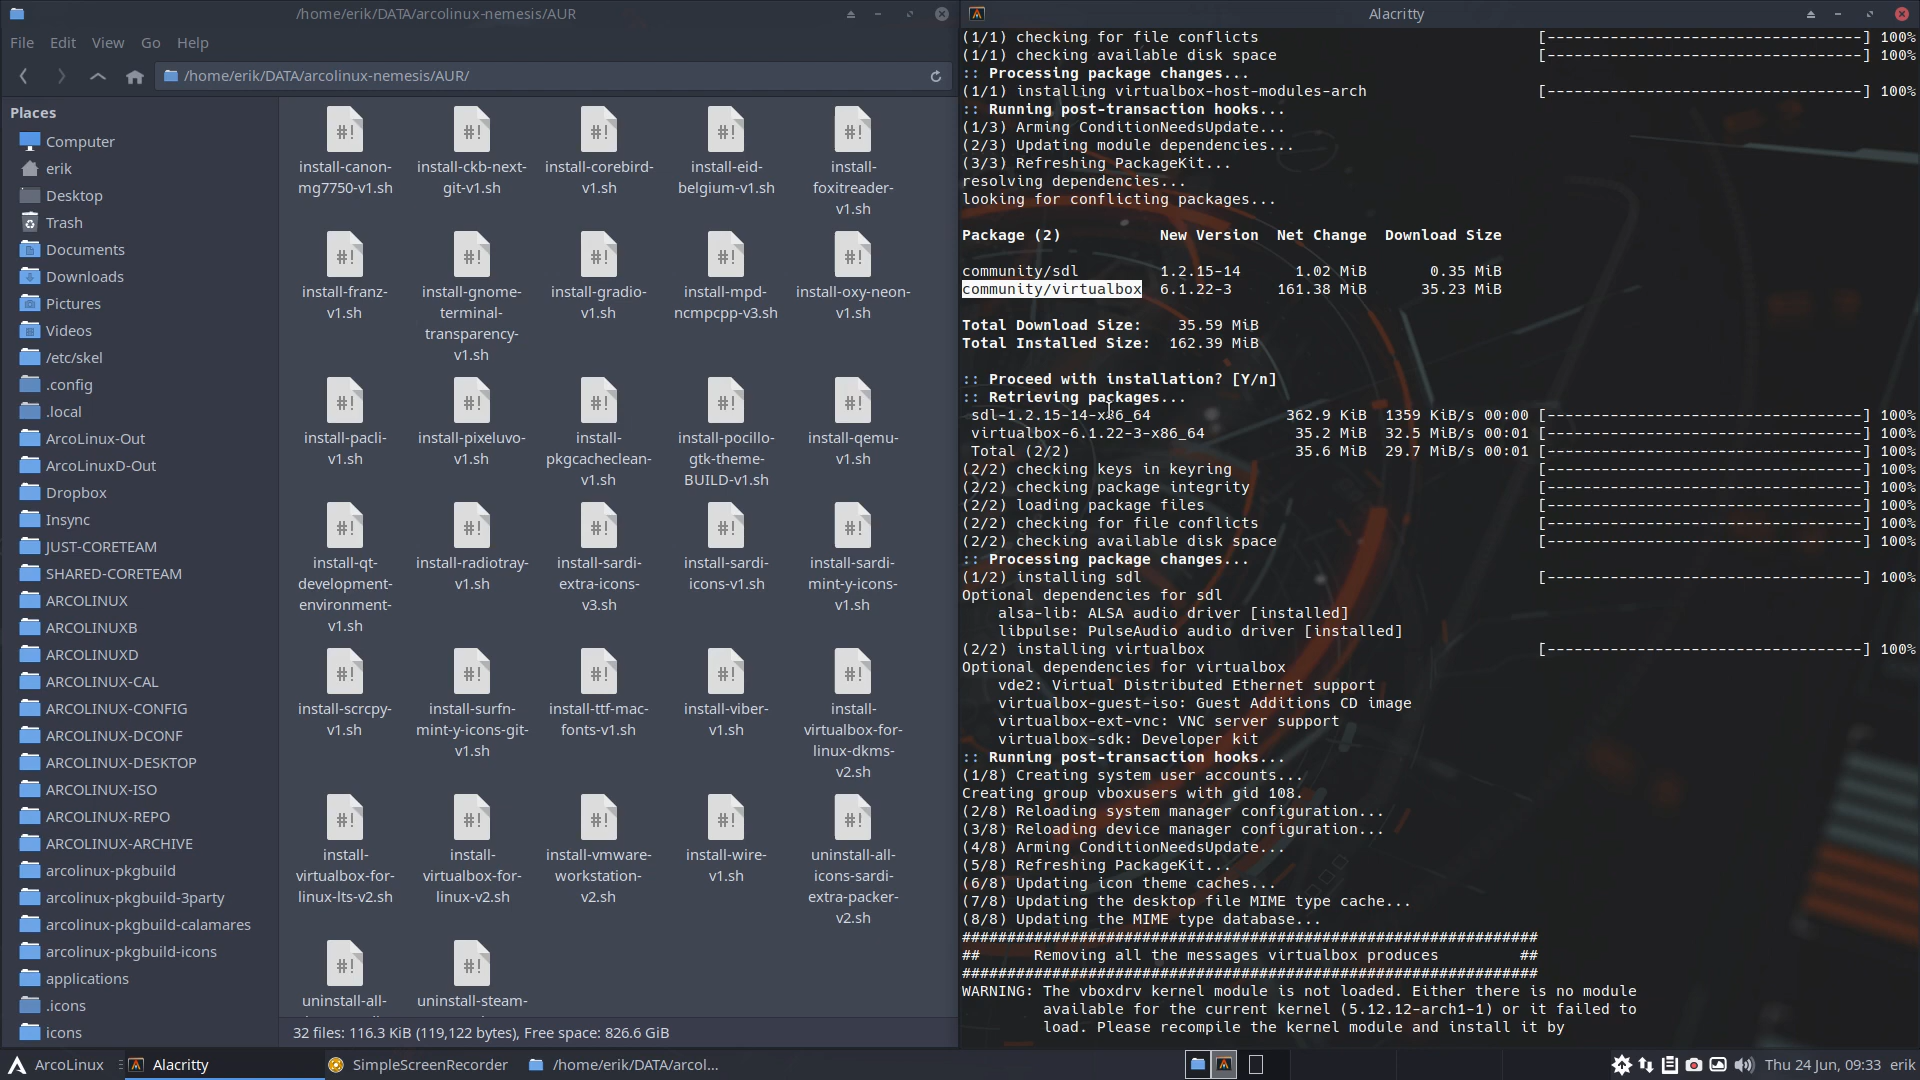 /home/erik/DATA/arcolinux-nemesis/AUR
File Edit View Go Help
/home/erik/DATA/arcolinux-nemesis/AUR/
Places
Computer
erik
Desktop
Trash
Documents
Downloads
Pictures
Videos
/etc/skel
.config
.local
ArcoLinux-Out
ArcoLinuxD-Out
Dropbox
Insync
JUST-CORETEAM
SHARED-CORETEAM
ARCOLINUX
ARCOLINUXB
ARCOLINUXD
ARCOLINUX-CAL
ARCOLINUX-CONFIG
ARCOLINUX-DCONF
ARCOLINUX-DESKTOP
ARCOLINUX-ISO
ARCOLINUX-REPO
ARCOLINUX-ARCHIVE
arcolinux-pkgbuild
arcolinux-pkgbuild-3party
arcolinux-pkgbuild-calamares
arcolinux-pkgbuild-icons
applications
.icons
icons
install-canon-
mg7750-v1.sh
install-ckb-next-
git-v1.sh
install-corebird-
v1.sh
install-eid-
belgium-v1.sh
install-
foxitreader-
v1.sh
install-franz-
v1.sh
install-gnome-
terminal-
transparency-
v1.sh
install-gradio-
v1.sh
install-mpd-
ncmpcpp-v3.sh
install-oxy-neon-
v1.sh
install-pacli-
v1.sh
install-pixeluvo-
v1.sh
install-
pkgcacheclean-
v1.sh
install-pocillo-
gtk-theme-
BUILD-v1.sh
install-qemu-
v1.sh
install-qt-
development-
environment-
v1.sh
install-radiotray-
v1.sh
install-sardi-
extra-icons-
v3.sh
install-sardi-
icons-v1.sh
install-sardi-
mint-y-icons-
v1.sh
install-scrcpy-
v1.sh
install-surfn-
mint-y-icons-git-
v1.sh
install-ttf-mac-
fonts-v1.sh
install-viber-
v1.sh
install-
virtualbox-for-
linux-dkms-
v2.sh
install-
virtualbox-for-
linux-lts-v2.sh
install-
virtualbox-for-
linux-v2.sh
install-vmware-
workstation-
v2.sh
install-wire-
v1.sh
uninstall-all-
icons-sardi-
extra-packer-
v2.sh
uninstall-all-
uninstall-steam-
32 files: 116.3 KiB (119,122 bytes), Free space: 826.6 GiB
Alacritty
(1/1) checking for file conflicts [-----------------------------------] 100%
(1/1) checking available disk space [-----------------------------------] 100%
:: Processing package changes...
(1/1) installing virtualbox-host-modules-arch [-----------------------------------] 100%
:: Running post-transaction hooks...
(1/3) Arming ConditionNeedsUpdate...
(2/3) Updating module dependencies...
(3/3) Refreshing PackageKit...
resolving dependencies...
looking for conflicting packages...
Package (2) New Version Net Change Download Size
community/sdl 1.2.15-14 1.02 MiB 0.35 MiB
community/virtualbox 6.1.22-3 161.38 MiB 35.23 MiB
Total Download Size: 35.59 MiB
Total Installed Size: 162.39 MiB
:: Proceed with installation? [Y/n]
:: Retrieving packages...
sdl-1.2.15-14-x86_64 362.9 KiB 1359 KiB/s 00:00 [-----------------------------------] 100%
virtualbox-6.1.22-3-x86_64 35.2 MiB 32.5 MiB/s 00:01 [-----------------------------------] 100%
Total (2/2) 35.6 MiB 29.7 MiB/s 00:01 [-----------------------------------] 100%
(2/2) checking keys in keyring [-----------------------------------] 100%
(2/2) checking package integrity [-----------------------------------] 100%
(2/2) loading package files [-----------------------------------] 100%
(2/2) checking for file conflicts [-----------------------------------] 100%
(2/2) checking available disk space [-----------------------------------] 100%
:: Processing package changes...
(1/2) installing sdl [-----------------------------------] 100%
Optional dependencies for sdl
alsa-lib: ALSA audio driver [installed]
libpulse: PulseAudio audio driver [installed]
(2/2) installing virtualbox [-----------------------------------] 100%
Optional dependencies for virtualbox
vde2: Virtual Distributed Ethernet support
virtualbox-guest-iso: Guest Additions CD image
virtualbox-ext-vnc: VNC server support
virtualbox-sdk: Developer kit
:: Running post-transaction hooks...
(1/8) Creating system user accounts...
Creating group vboxusers with gid 108.
(2/8) Reloading system manager configuration...
(3/8) Reloading device manager configuration...
(4/8) Arming ConditionNeedsUpdate...
(5/8) Refreshing PackageKit...
(6/8) Updating icon theme caches...
(7/8) Updating the desktop file MIME type cache...
(8/8) Updating the MIME type database...
################################################################
## Removing all the messages virtualbox produces ##
################################################################
WARNING: The vboxdrv kernel module is not loaded. Either there is no module
available for the current kernel (5.12.12-arch1-1) or it failed to
load. Please recompile the kernel module and install it by
ArcoLinux
Alacritty
SimpleScreenRecorder
/home/erik/DATA/arcol...
Thu 24 Jun, 09:33 erik